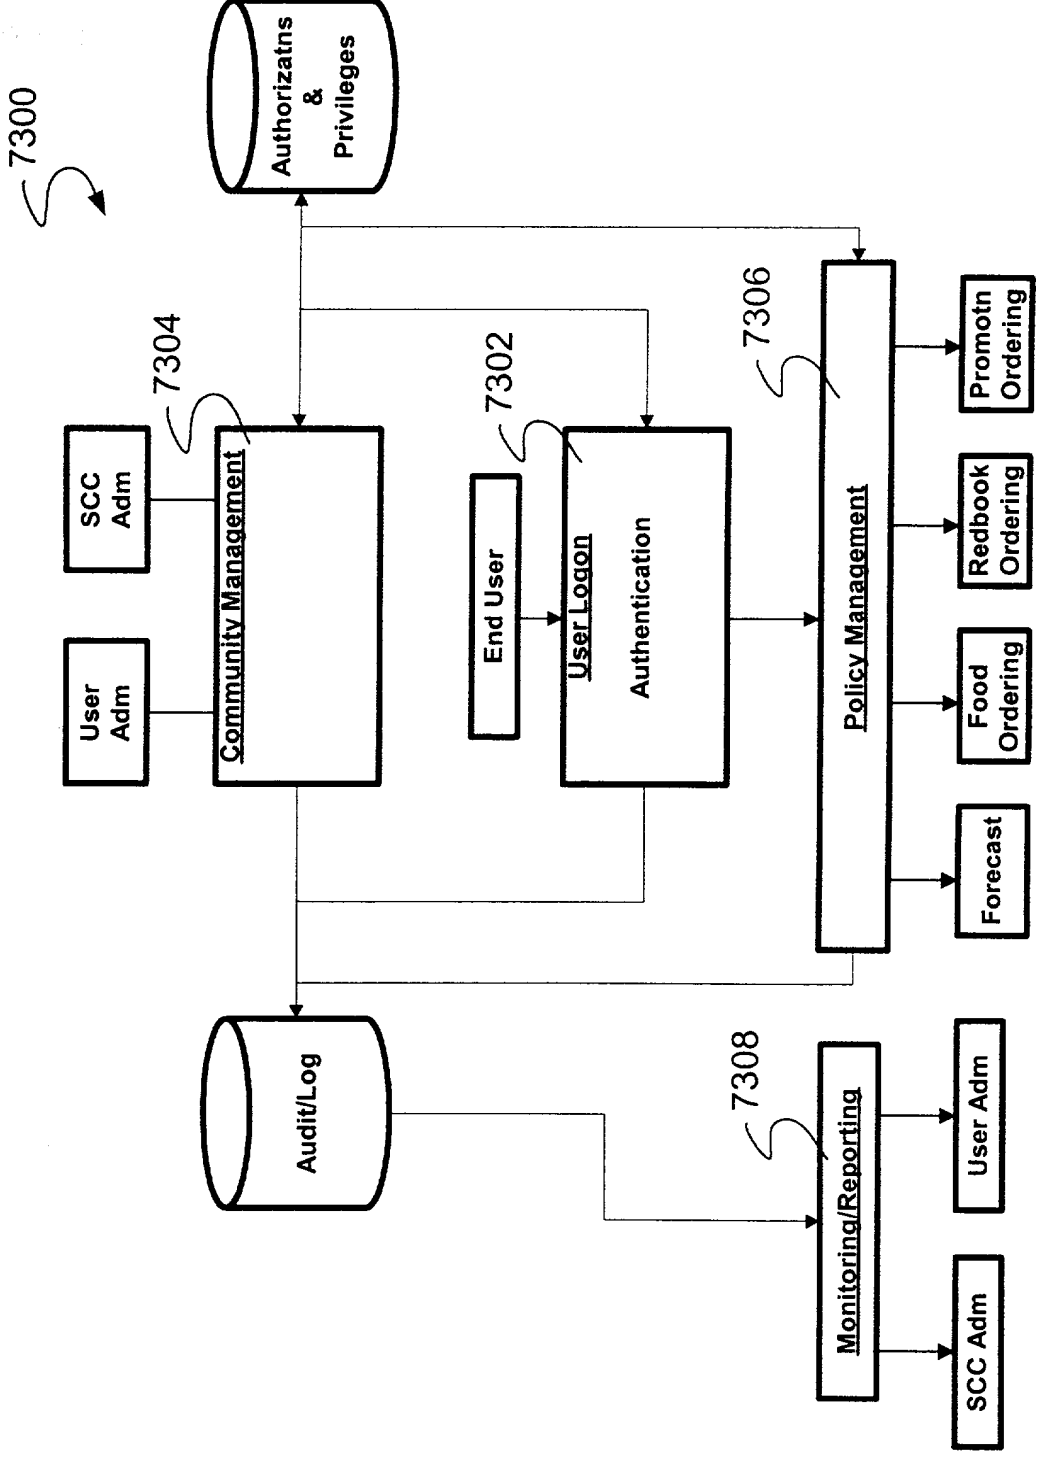 7300
User
Adm
SCC
Adm
7304
Community Management
Authorizatns
&
Privileges
Audit/Log
End User
7302
User Logon
Authentication
7308
7306
Monitoring/Reporting
Policy Management
SCC Adm
User Adm
Forecast
Food
Ordering
Redbook
Ordering
Promotn
Ordering